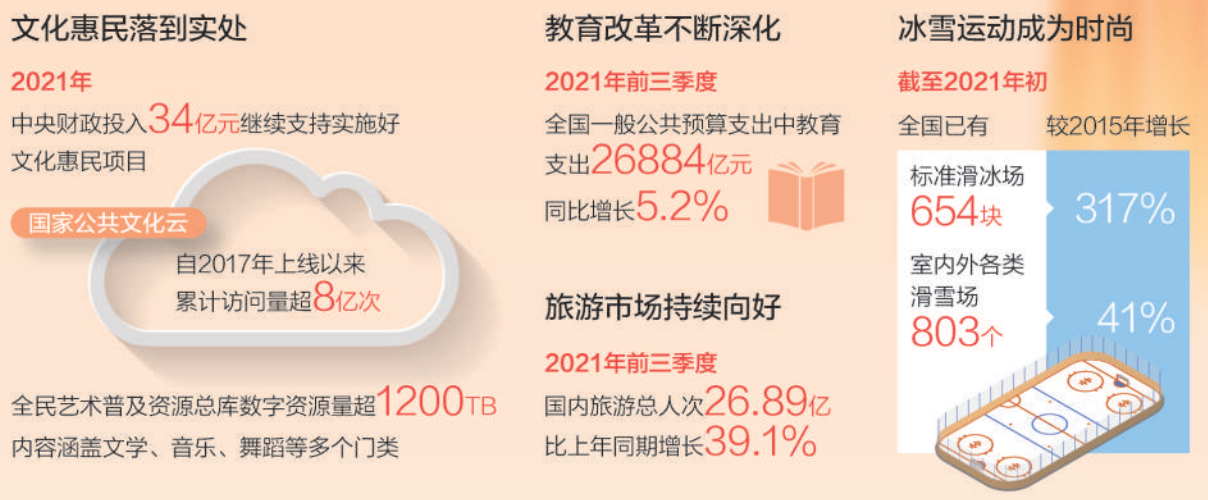 文化惠民落到实处
2021年
中央财政投入34亿元继续支持实施好
文化惠民项目
国家公共文化云
自2017年上线以来
累计访问量超8亿次
全民艺术普及资源总库数字资源量超1200TB
内容涵盖文学、音乐、舞蹈等多个门类
教育改革不断深化
2021年前三季度
全国一般公共预算支出中教育
支出26884亿元
同比增长5.2%
旅游市场持续向好
2021年前三季度
国内旅游总人次26.89亿
比上年同期增长39.1%
冰雪运动成为时尚
截至2021年初
全国已有 较2015年增长
标准滑冰场
654块 317%
室内外各类
滑雪场
803个 41%